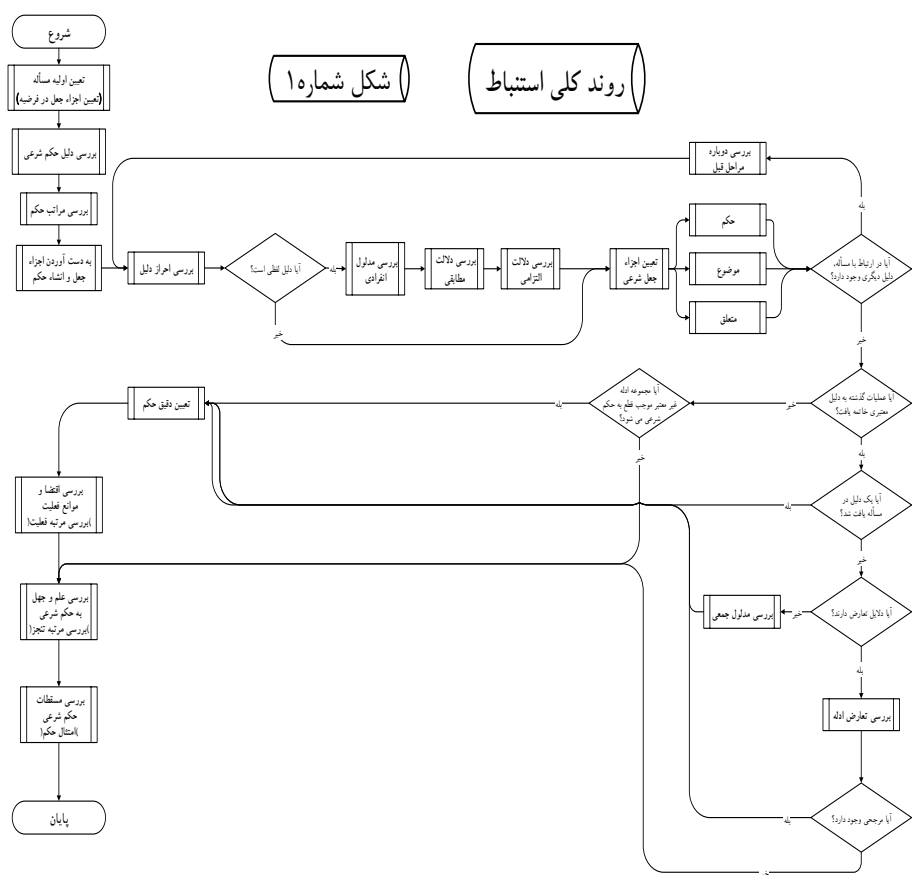 شروع
روند کلی استنباط
شکل شماره۱
تعیین اولیه مسأله
(تعیین اجزاء جعل در فرضیه)
بررسی دلیل حکم شرعی
بررسی مراتب حکم
به دست آوردن اجزاء
جعل و انشاء حکم
بررسی احراز دلیل
آیا دلیل لفظی است؟
بله
خیر
بررسی مدلول
انفرادی
بررسی دلالت
مطابقی
بررسی دلالت
التزامی
تعیین اجزاء
جعل شرعی
حکم
موضوع
متعلق
آیا در ارتباط با مسأله،
دلیل دیگری وجود دارد؟
بله
بررسی دوباره
مراحل قبل
خیر
آیا عملیات گذشته به دلیل
معتبری خاتمه یافت؟
خیر
بله
آیا مجموعه ادله
غیر معتبر موجب قطع به حکم
شرعی می شود؟
بله
خیر
تعیین دقیق حکم
آیا یک دلیل در
مسأله یافت شد؟
بله
خیر
آیا دلایل تعارض دارند؟
خیر
بررسی مدلول جمعی
بله
بررسی تعارض ادله
آیا مرجحی وجود دارد؟
بله
خیر
بررسی اقتضا و
موانع فعلیت
)بررسی مرتبه فعلیت(
بررسی علم و جهل
به حکم شرعی
)بررسی مرتبه تنجز(
بررسی مسقطات
حکم شرعی
)امتثال حکم(
پایان